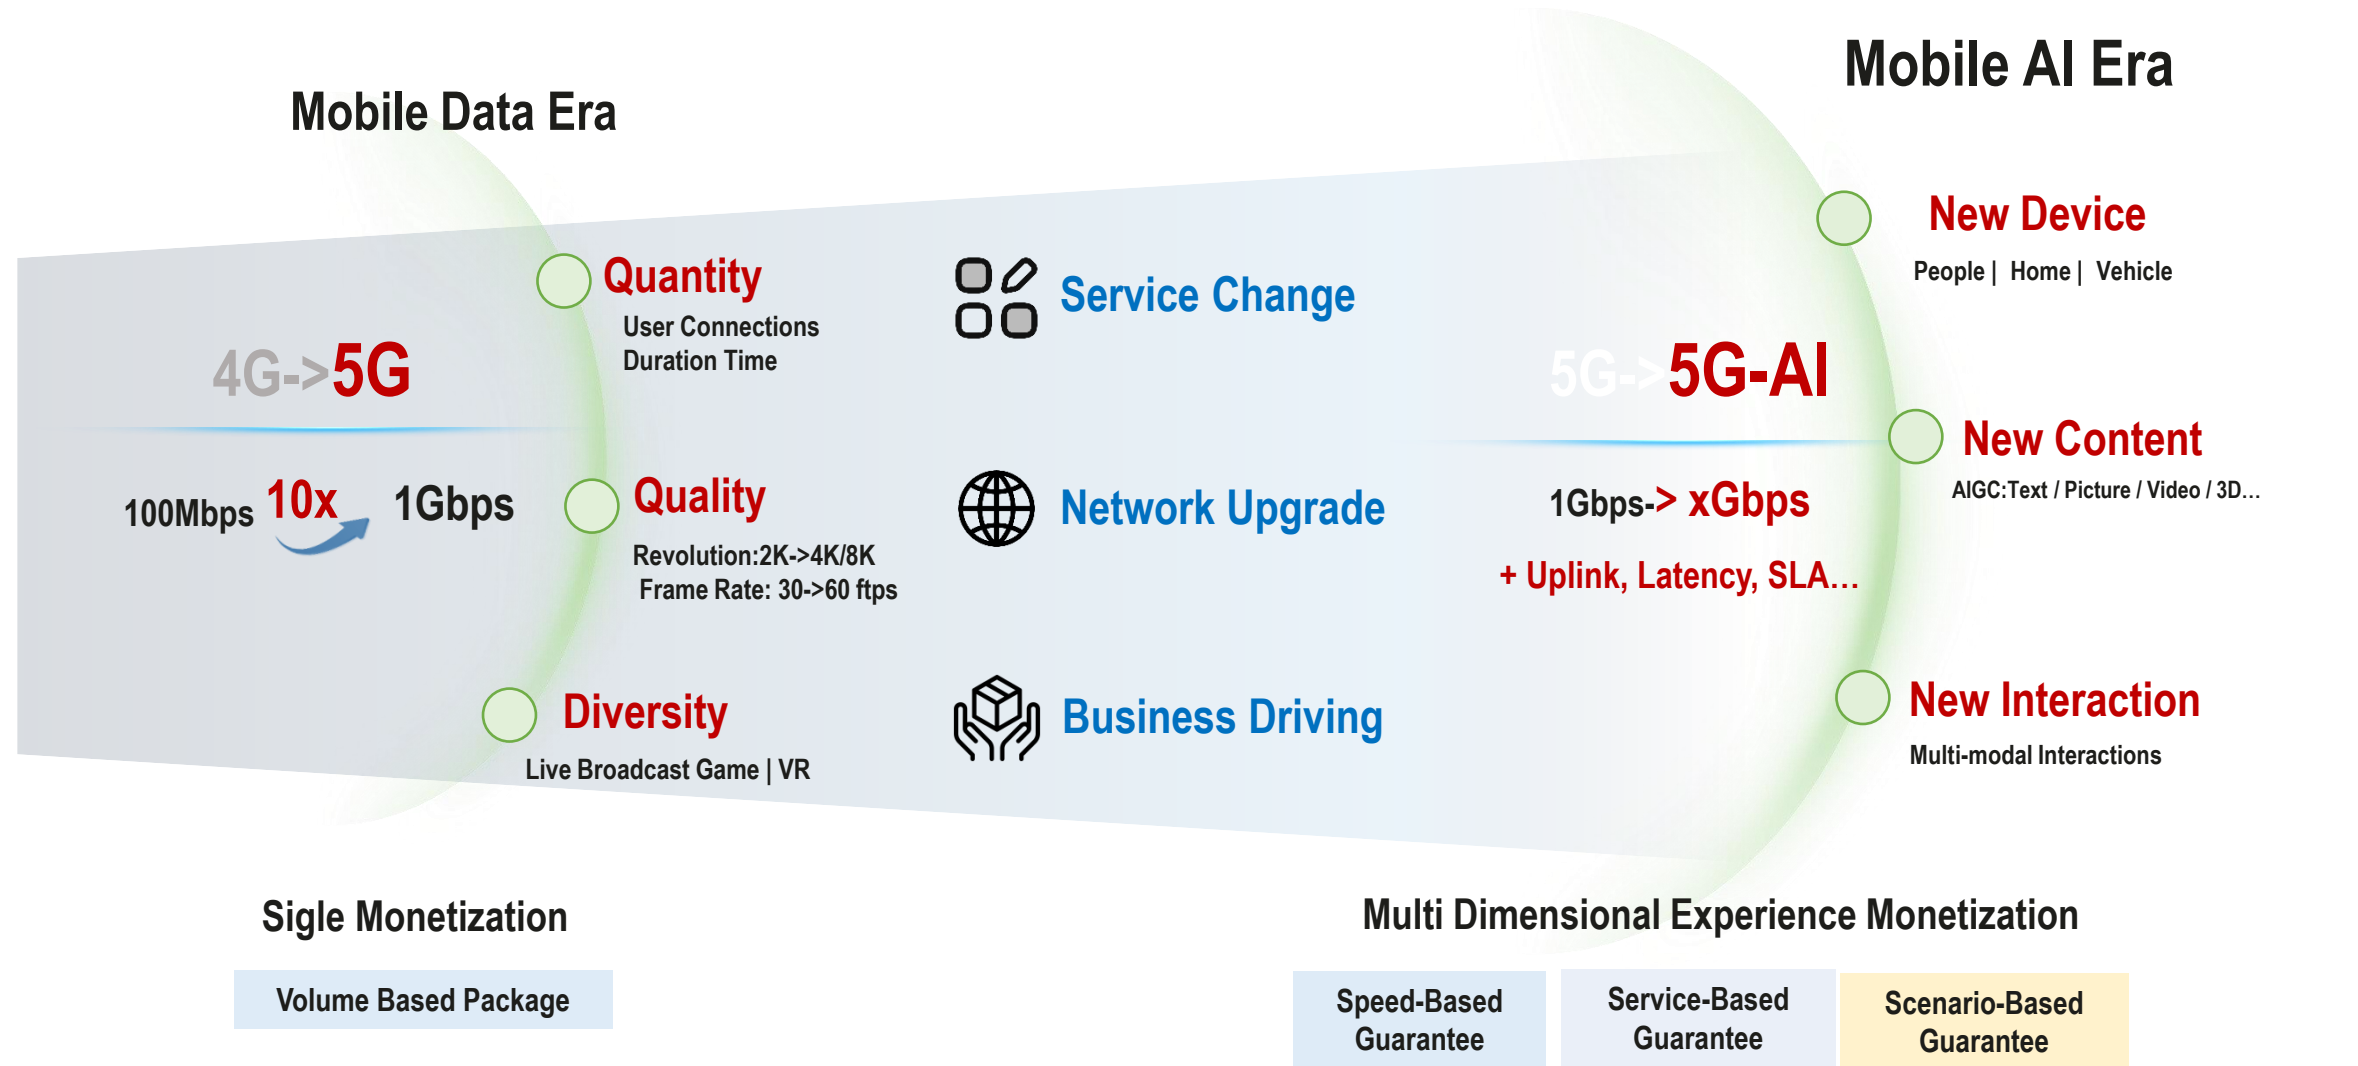 Mobile Data Era
4G->5G
100Mbps 10x 1Gbps
Quantity
User Connections
Duration Time
Quality
Revolution:2K->4K/8K
Frame Rate: 30->60 ftps
Diversity
Live Broadcast Game | VR
Sigle Monetization
Volume Based Package
Service Change
Network Upgrade
Business Driving
Mobile AI Era
5G->5G-AI
1Gbps-> xGbps
+ Uplink, Latency, SLA...
New Device
People | Home | Vehicle
New Content
AIGC:Text / Picture / Video / 3D...
New Interaction
Multi-modal Interactions
Multi Dimensional Experience Monetization
Speed-Based
Guarantee
Service-Based
Guarantee
Scenario-Based
Guarantee